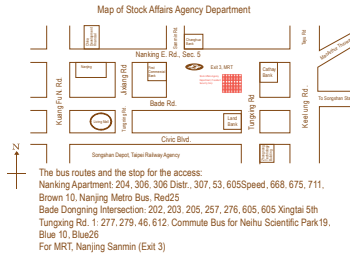 Map of Stock Affairs Agency Department
Nanking E. RD., Sec. 5
Exit 3, MRT
Nanjing
Cathay Bank
Kuang Fu N. Rd.
Jixiang Rd
Bade Rd.
Tungxing Rd
Tungxing Rd.
Keelung Rd.
Living Mall
Land Bank
Civic Blvd.
Songshan Depot, Taipei Railway Agency
N
The bus routes and the stop for the access:
Nanking Apartment: 204, 306, 306 Distr., 307, 53, 605Speed, 668, 675, 711,
Brown 10, Nanjing Metro Bus. Red25
Bade Dongning Intersection: 202, 203, 205, 257, 276, 605, 605 Xingtai 5th
Tungxing Rd. 1: 277. 279. 46, 612. Commute Bus for Neihu Scientific Park19.
Blue 10, Blue26
For MRT, Nanjing Sanmin (Exit 3)